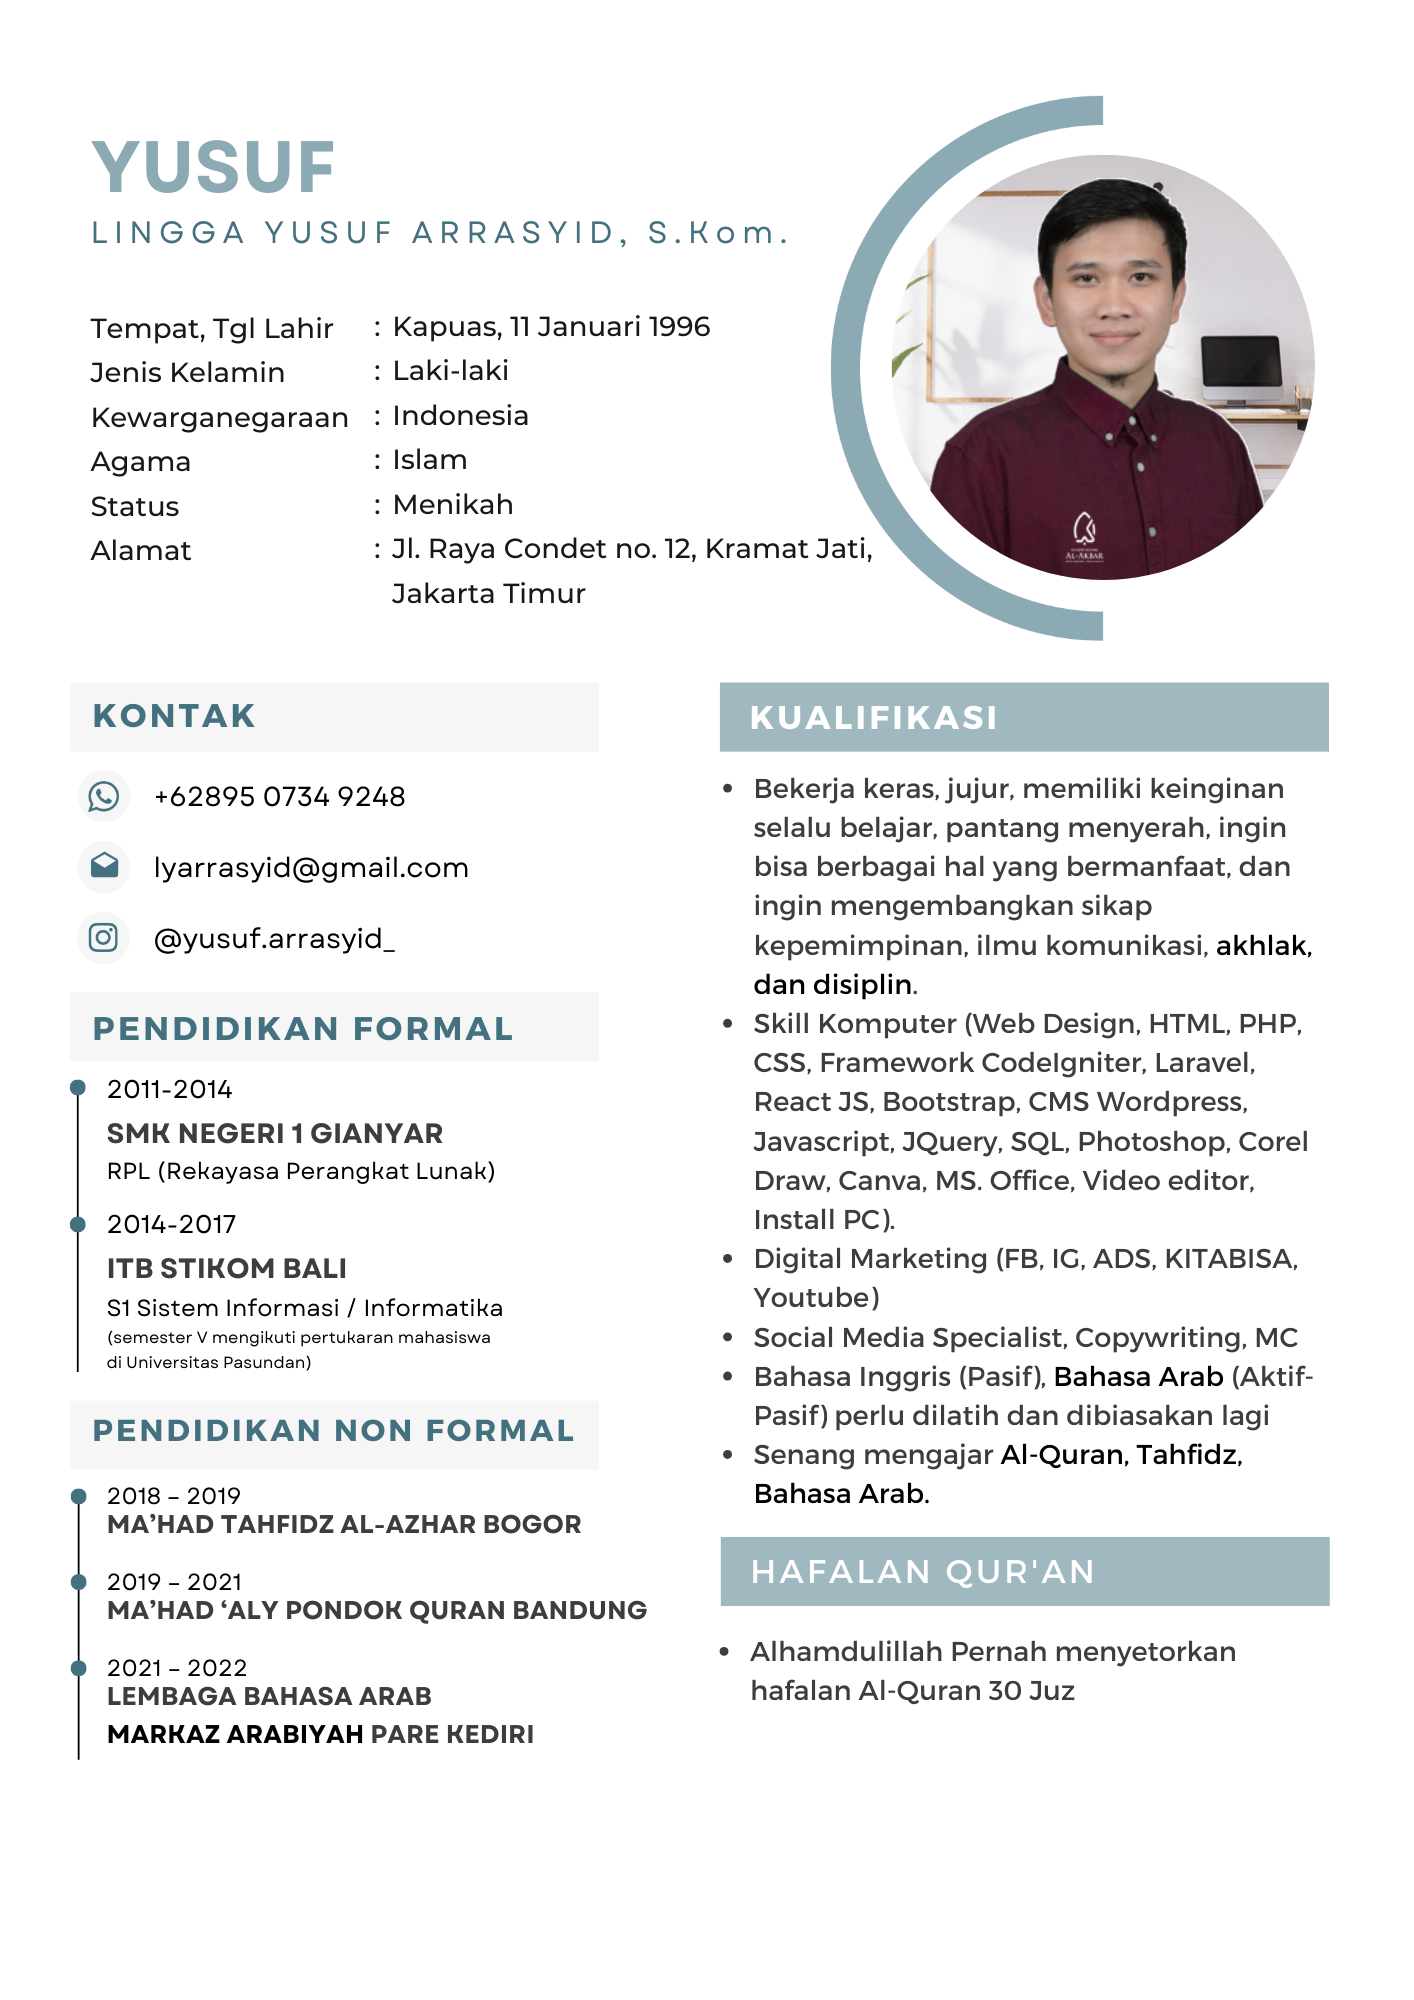 YUSUF
LINGGA YUSUF ARRASYID, S.Kom.
Tempat, Tgl Lahir : Kapuas, 11 Januari 1996
Jenis Kelamin : Laki-laki
Kewarganegaraan : Indonesia
Agama : Islam
Status : Menikah
Alamat : Jl. Raya Condet no. 12, Kramat Jati,
Jakarta Timur
AL-AKBAR
KONTAK
+62895 0734 9248
lyarrasyid@gmail.com
@yusuf.arrasyid_
PENDIDIKAN FORMAL
2011-2014
SMK NEGERI 1 GIANYAR
RPL (Rekayasa Perangkat Lunak)
2014-2017
ITB STIKOM BALI
S1 Sistem Informasi / Informatika
(semester V mengikuti pertukaran mahasiswa
di Universitas Pasundan)
PENDIDIKAN NON FORMAL
2018 – 2019
MA’HAD TAHFIDZ AL-AZHAR BOGOR
2019 – 2021
MA’HAD ‘ALY PONDOK QURAN BANDUNG
2021 – 2022
LEMBAGA BAHASA ARAB
MARKAZ ARABIYAH PARE KEDIRI
KUALIFIKASI
• Bekerja keras, jujur, memiliki keinginan
selalu belajar, pantang menyerah, ingin
bisa berbagai hal yang bermanfaat, dan
ingin mengembangkan sikap
kepemimpinan, ilmu komunikasi, akhlak,
dan disiplin.
• Skill Komputer (Web Design, HTML, PHP,
CSS, Framework CodeIgniter, Laravel,
React JS, Bootstrap, CMS Wordpress,
Javascript, JQuery, SQL, Photoshop, Corel
Draw, Canva, MS. Office, Video editor,
Install PC).
• Digital Marketing (FB, IG, ADS, KITABISA,
Youtube)
• Social Media Specialist, Copywriting, MC
• Bahasa Inggris (Pasif), Bahasa Arab (Aktif-
Pasif) perlu dilatih dan dibiasakan lagi
• Senang mengajar Al-Quran, Tahfidz,
Bahasa Arab.
HAFALAN QUR'AN
• Alhamdulillah Pernah menyetorkan
hafalan Al-Quran 30 Juz